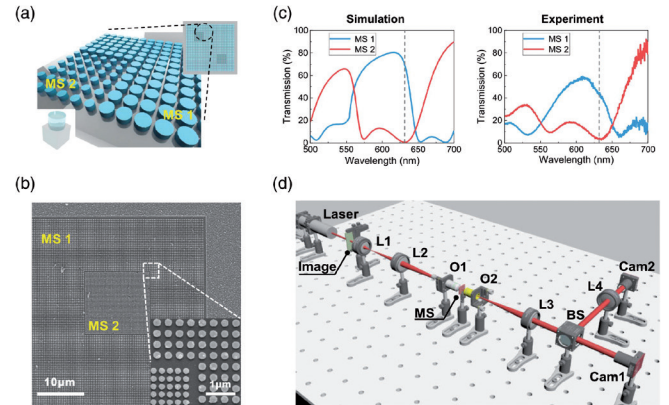 (a)
MS 2
MS 1
(b)
MS 1
MS 2
10μm
1μm
(c)
Simulation
Experiment
MS 1
MS 2
MS 1
MS 2
Transmission (%)
100
80
60
40
20
0
500
550
600
650
700
Wavelength (nm)
Transmission (%)
100
80
60
40
20
0
500
550
600
650
700
Wavelength (nm)
(d)
Laser
Image
L1
L2
O1
O2
MS
L3
BS
L4
Cam2
Cam1